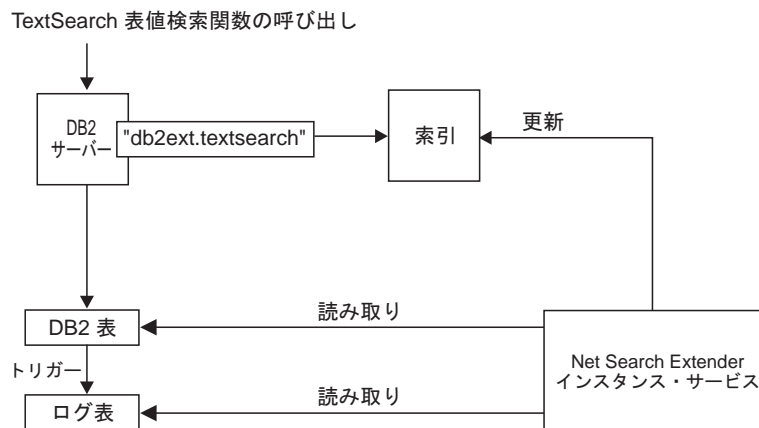 TextSearch 表値検索関数の呼び出し
DB2
サーバー
"db2ext.textsearch"
索引
更新
DB2 表
読み取り
トリガー
ログ表
読み取り
Net Search Extender
インスタンス・サービス